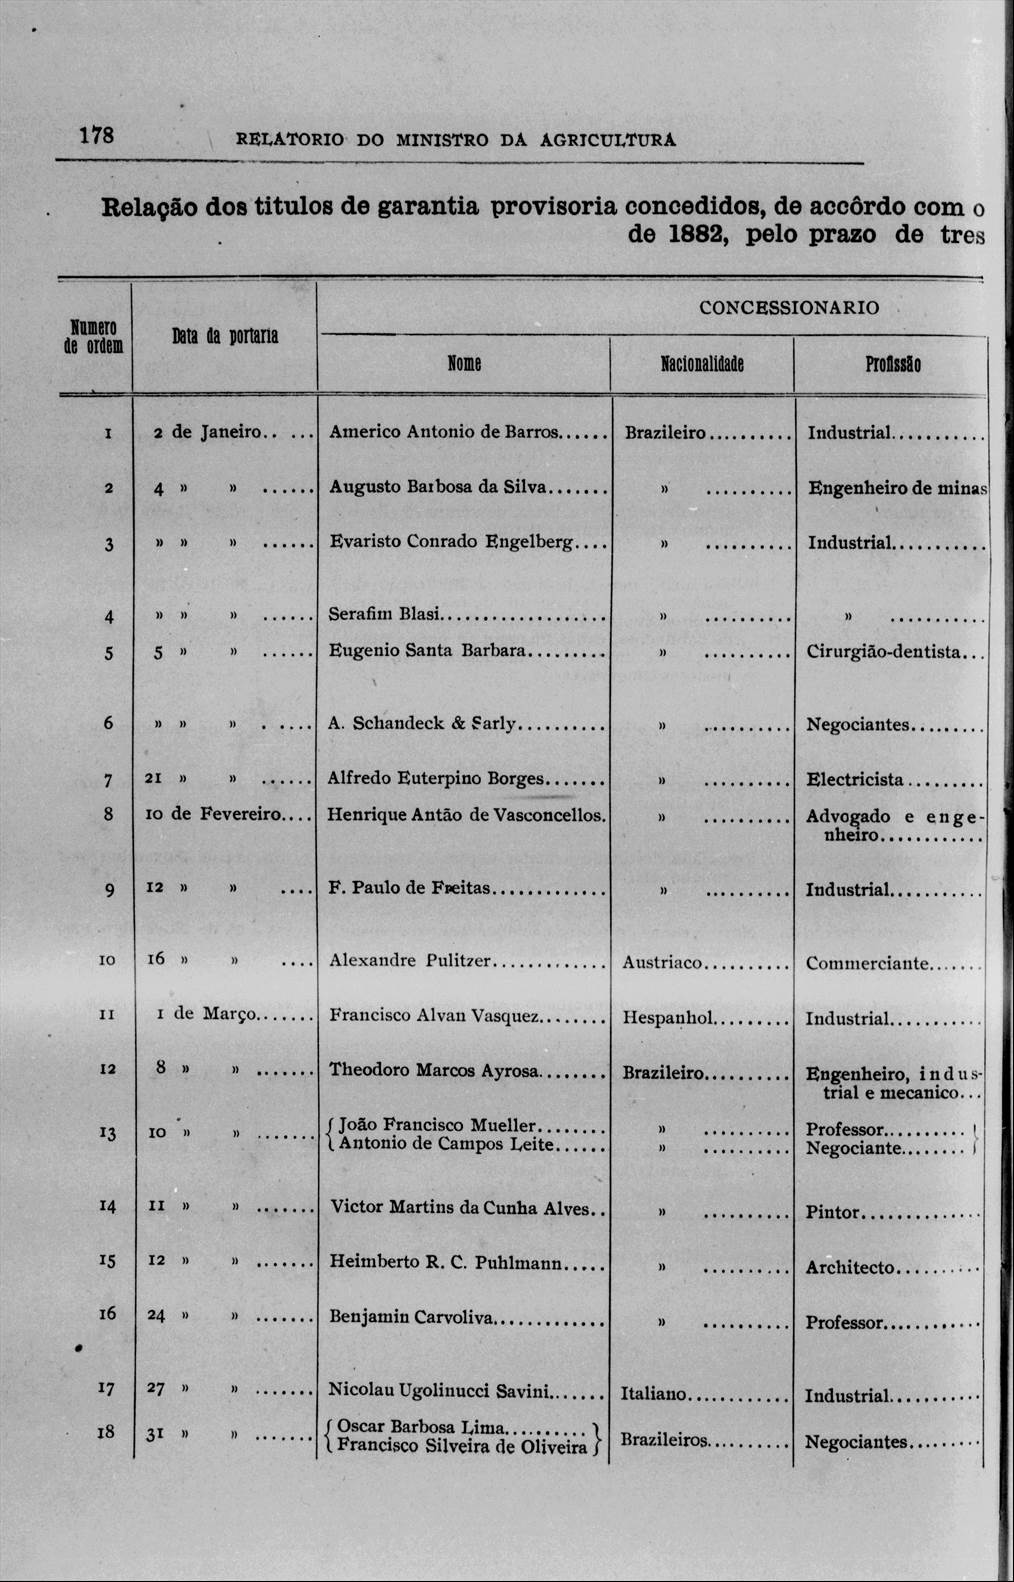 178 RELATORIO DO MINISTRO DA AGRICULTURA
Relação dos titulos de garantia provisoria concedidos, de accôrdo com o
de 1882, pelo prazo de tres
Numero de ordem
Data da portaria
CONCESSIONARIO
Nome
Nacionalidade
Profissão
1 2 de Janeiro.. ... Americo Antonio de Barros...... Brazileiro.......... Industrial...........
2 4 » » ...... Augusto Barbosa da Silva....... » .......... Engenheiro de minas
3 » » » ...... Evaristo Conrado Engelberg.... » .......... Industrial...........
4 » » » ...... Serafim Blasi................... » .......... » ...........
5 5 » » ...... Eugenio Santa Barbara......... » .......... Cirurgião-dentista...
6 » » » . .... A. Schandeck & Sarly.......... » .......... Negociantes.........
7 21 » » ...... Alfredo Euterpino Borges....... » .......... Electricista.........
8 10 de Fevereiro.... Henrique Antão de Vasconcellos. » .......... Advogado e enge-
nheiro............
9 12 » » .... F. Paulo de Freitas............. » .......... Industrial...........
10 16 » » .... Alexandre Pulitzer............. Austriaco.......... Commerciante.......
11 1 de Março....... Francisco Alvan Vasquez........ Hespanhol......... Industrial...........
12 8 » » ....... Theodoro Marcos Ayrosa........ Brazileiro.......... Engenheiro, indus-
trial e mecanico...
13 10 » » ....... { João Francisco Mueller........ » .......... Professor.......... }
Antonio de Campos Leite...... » .......... Negociante........
14 11 » » ....... Victor Martins da Cunha Alves.. » .......... Pintor..............
15 12 » » ....... Heimberto R. C. Puhlmann..... » .......... Architecto..........
16 24 » » ....... Benjamin Carvoliva............. » .......... Professor............
17 27 » » ....... Nicolau Ugolinucci Savini....... Italiano............ Industrial...........
18 31 » » ....... { Oscar Barbosa Lima.......... } Brazileiros.......... Negociantes.........
Francisco Silveira de Oliveira